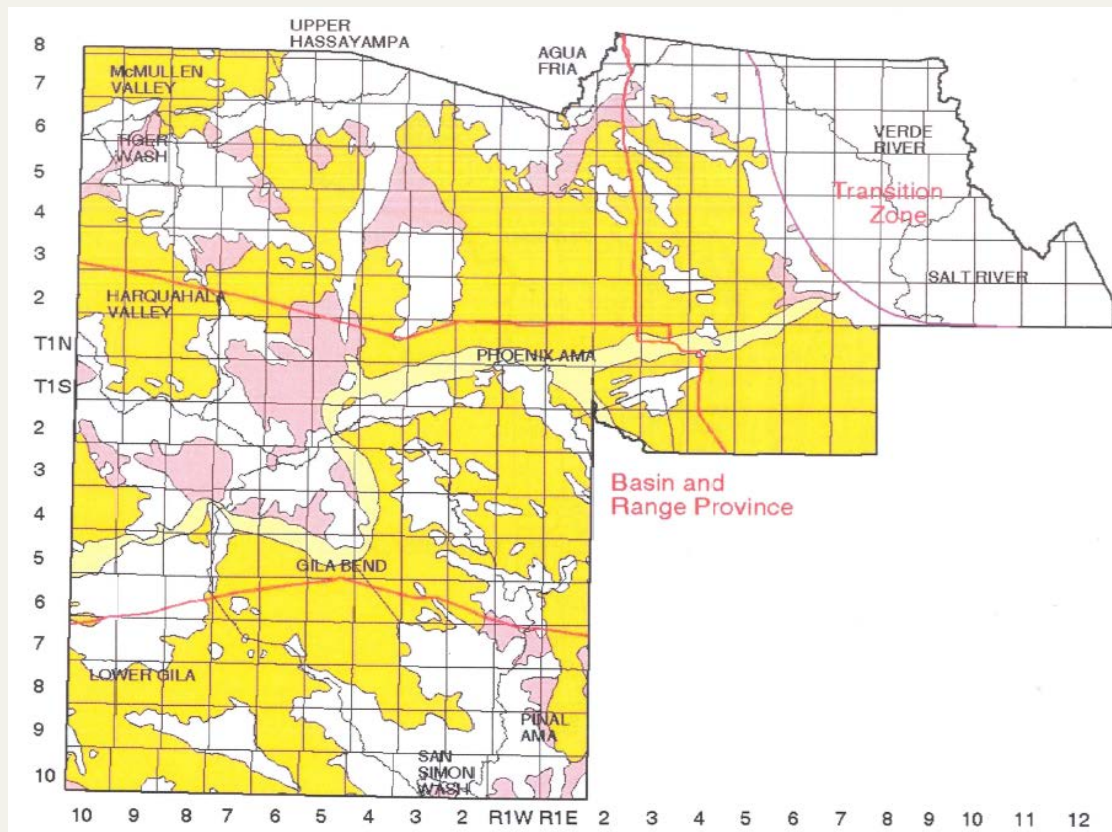 UPPER
HASSAYAMPA
AGUA
FRIA
8
7
McMULLEN
VALLEY
6
TIGER
WASH
5
VERDE
RIVER
Transition
Zone
4
3
SALT RIVER
2
HARQUAHALA
VALLEY
T1N
PHOENIX AMA
T1S
2
3
Basin and
Range Province
4
5
GILA BEND
6
7
LOWER GILA
8
9
PINAL
AMA
10
SAN
SIMON
WASH
10 9 8 7 6 5 4 3 2 R1W R1E 2 3 4 5 6 7 8 9 10 11 12